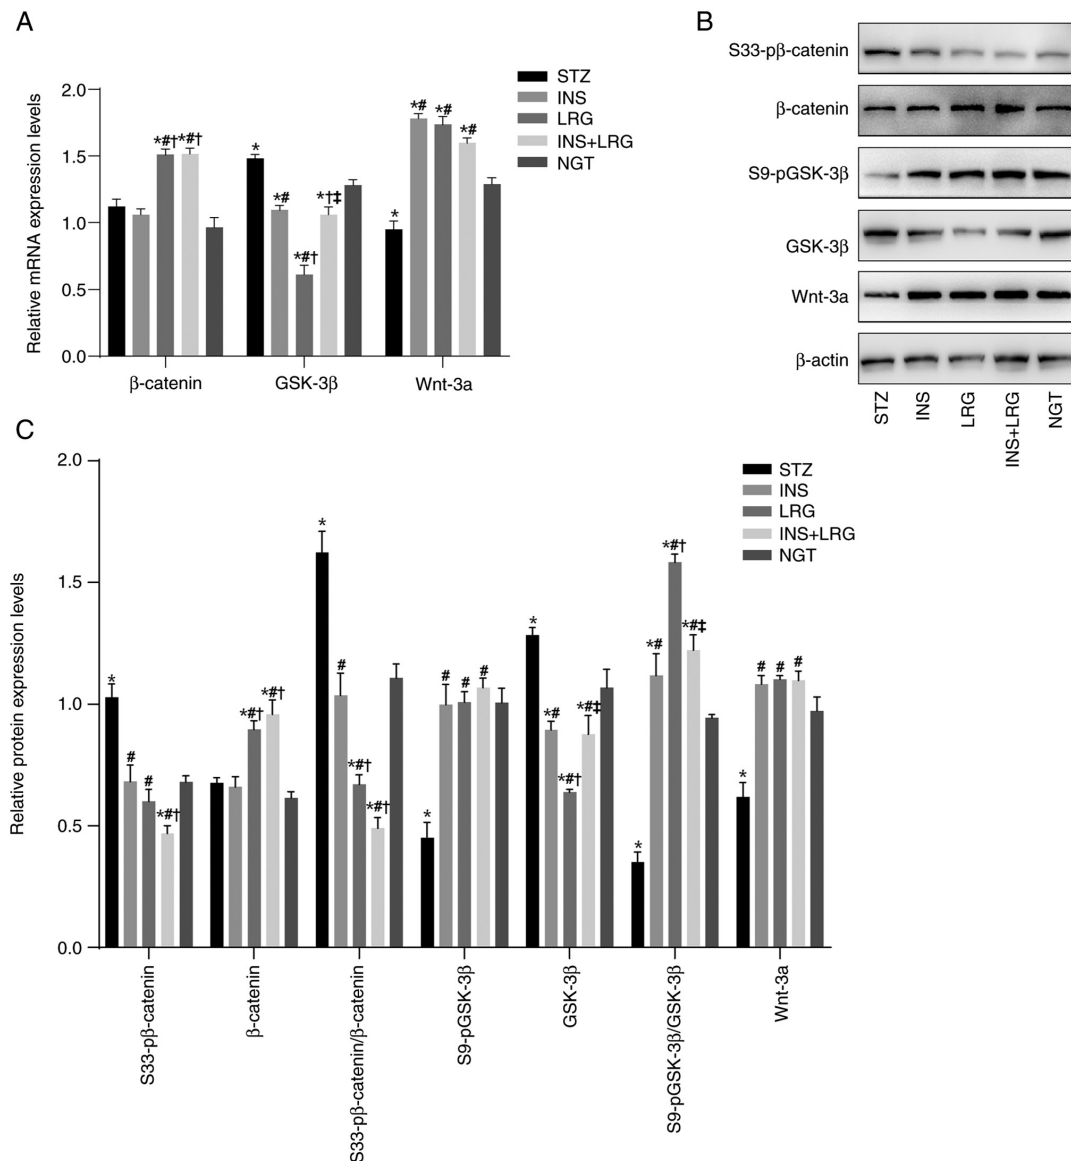 A
Relative mRNA expression levels
2.0
1.5
1.0
0.5
0.0
*#†
*#†
*
*#
*#†
*†‡
*
*#
*#
*#
β-catenin
GSK-3β
Wnt-3a
STZ
INS
LRG
INS+LRG
NGT
B
S33-pβ-catenin
β-catenin
S9-pGSK-3β
GSK-3β
Wnt-3a
β-actin
STZ
INS
LRG
INS+LRG
NGT
C
Relative protein expression levels
2.0
1.5
1.0
0.5
0.0
*
#
#
*#†
*#†
*#†
*
#
*#†
*#†
*
#
#
#
*
*#
*#†
*#‡
*
*#
*#†
*#‡
*
#
#
#
S33-pβ-catenin
β-catenin
S33-pβ-catenin/β-catenin
S9-pGSK-3β
GSK-3β
S9-pGSK-3β/GSK-3β
Wnt-3a
STZ
INS
LRG
INS+LRG
NGT